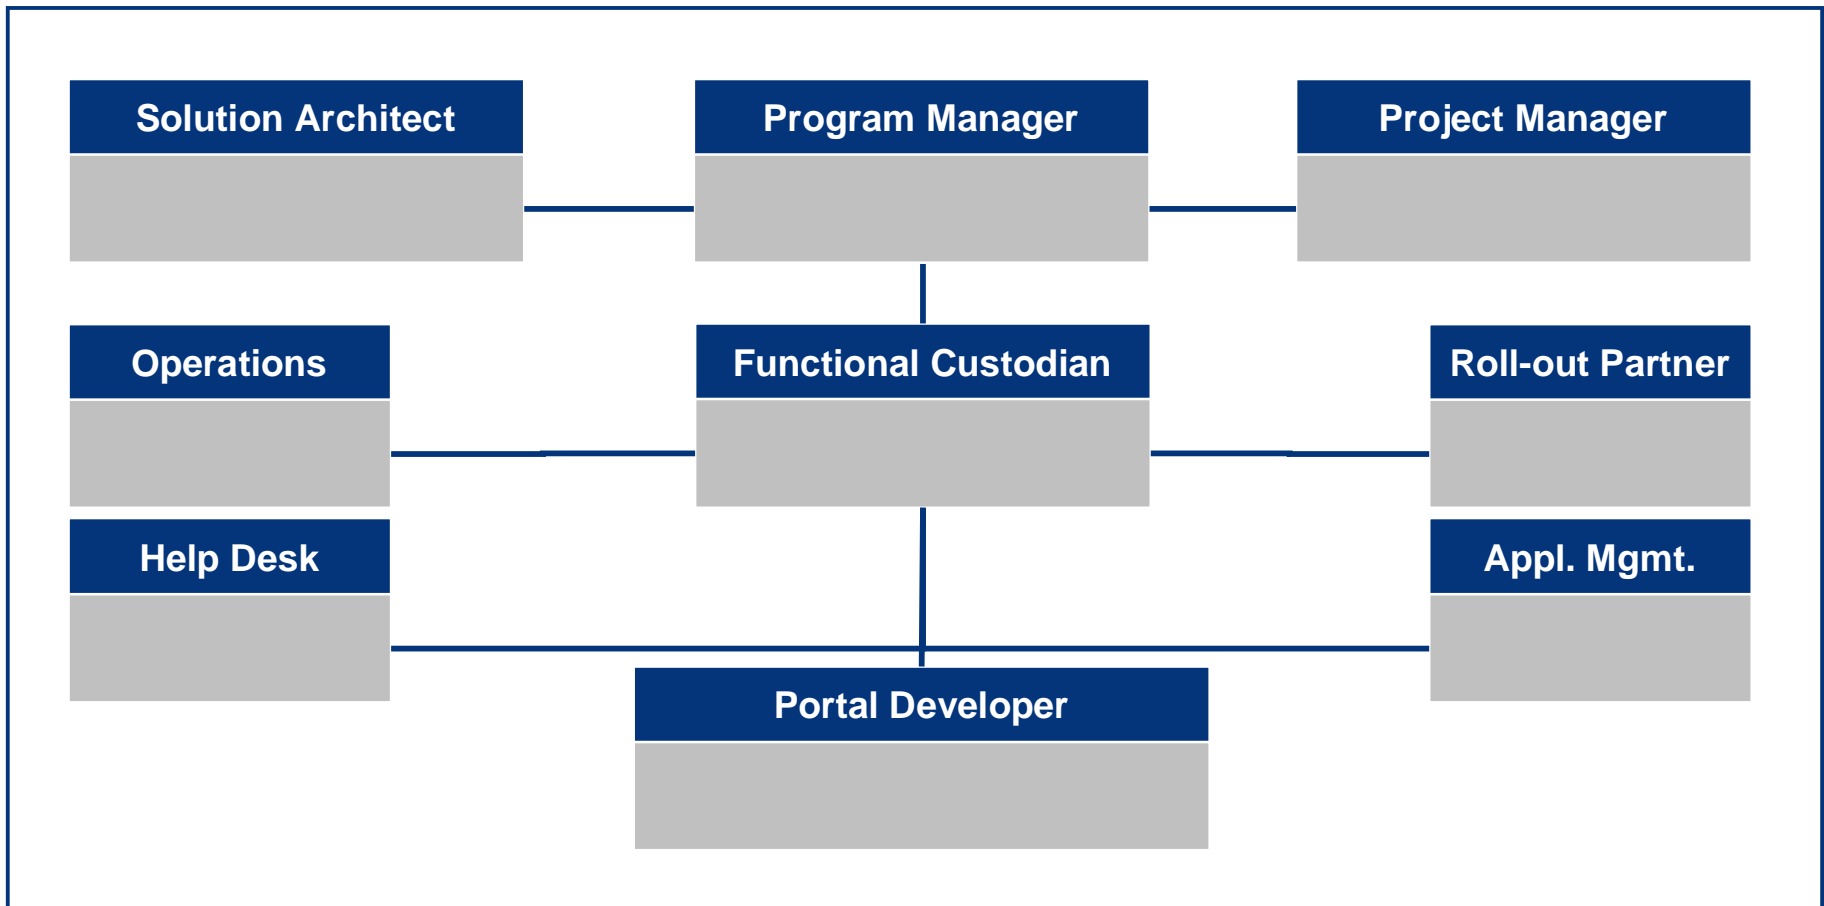 Solution Architect
Program Manager
Project Manager
Operations
Functional Custodian
Roll-out Partner
Help Desk
Appl. Mgmt.
Portal Developer